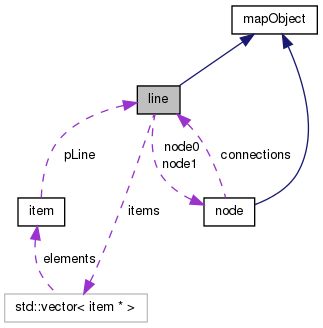 mapObject
line
node0
node1
connections
pLine
item
items
node
elements
std::vector< item * >